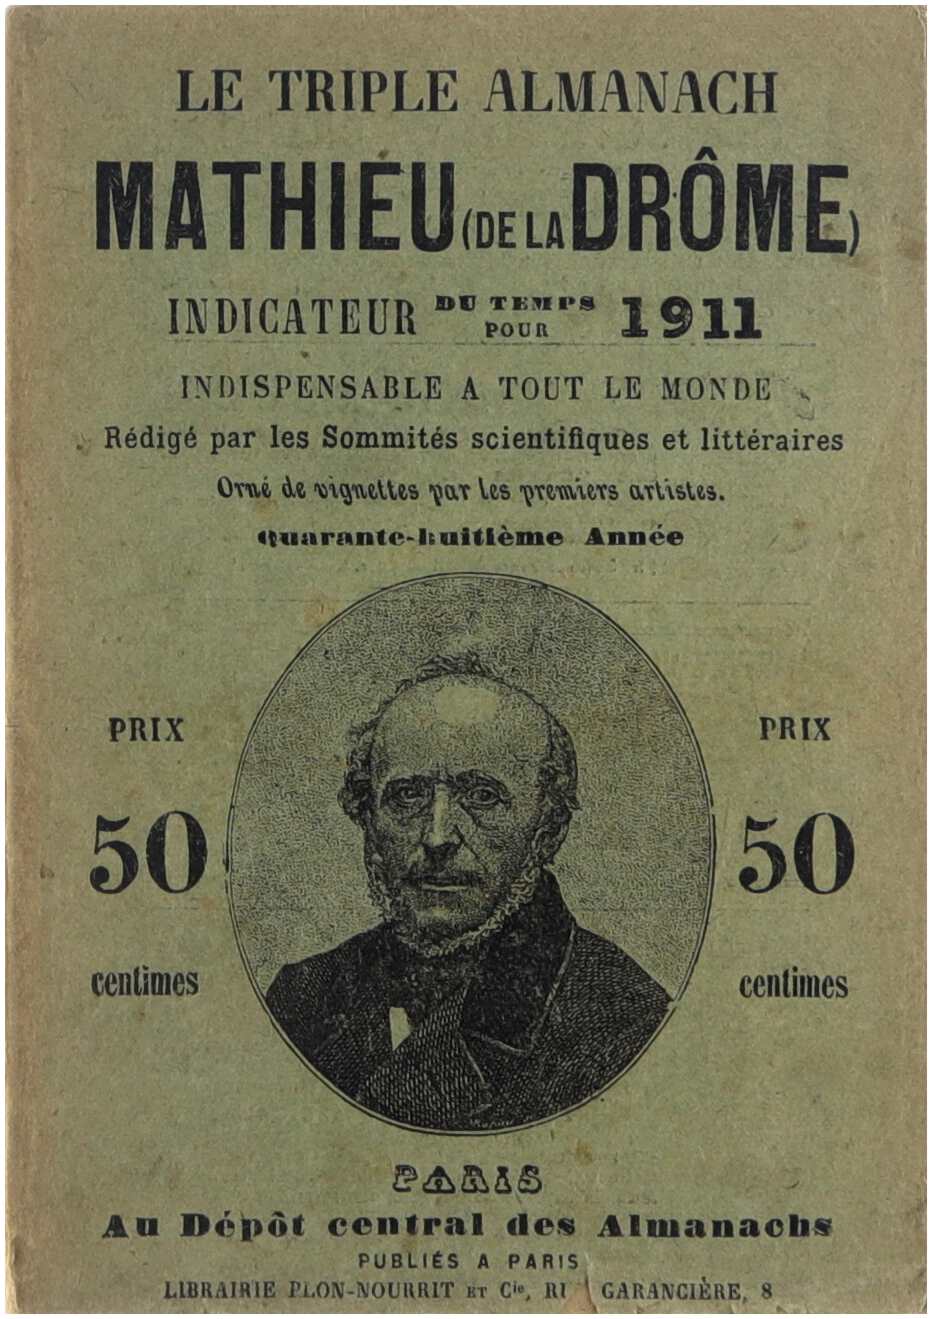 LE TRIPLE ALMANACH
MATHIEU (DE LA DRÔME)
INDICATEUR DU TEMPS POUR 1911
INDISPENSABLE A TOUT LE MONDE
Rédigé par les Sommités scientifiques et littéraires
Orné de vignettes par les premiers artistes.
Quarante-huitième Année
PRIX
50
centimes
PRIX
50
centimes
PARIS
Au Dépôt central des Almanachs
PUBLIÉS A PARIS
LIBRAIRIE PLON-NOURRIT ET Cie, GARANCIÈRE, 8